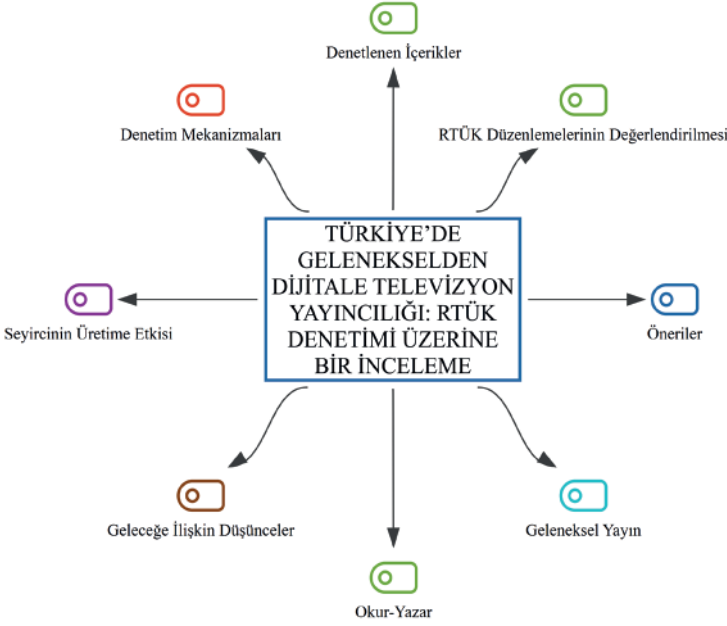 Denetlenen İçerikler
Denetim Mekanizmaları
RTÜK Düzenlemelerinin Değerlendirilmesi
TÜRKİYE’DE
GELENEKSELDEN
DİJİTALE TELEVİZYON
YAYINCILIĞI: RTÜK
DENETİMİ ÜZERİNE
BİR İNCELEME
Seyircinin Üretime Etkisi
Öneriler
Geleceğe İlişkin Düşünceler
Geleneksel Yayın
Okur-Yazar